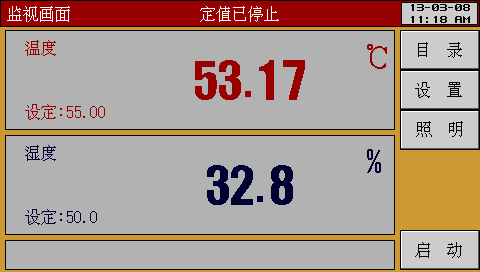 监视画面 定值已停止 13-03-08
11:18 AM
温度 ℃
53.17
设定:55.00
湿度 %
32.8
设定:50.0
目 录
设 置
照 明
启 动